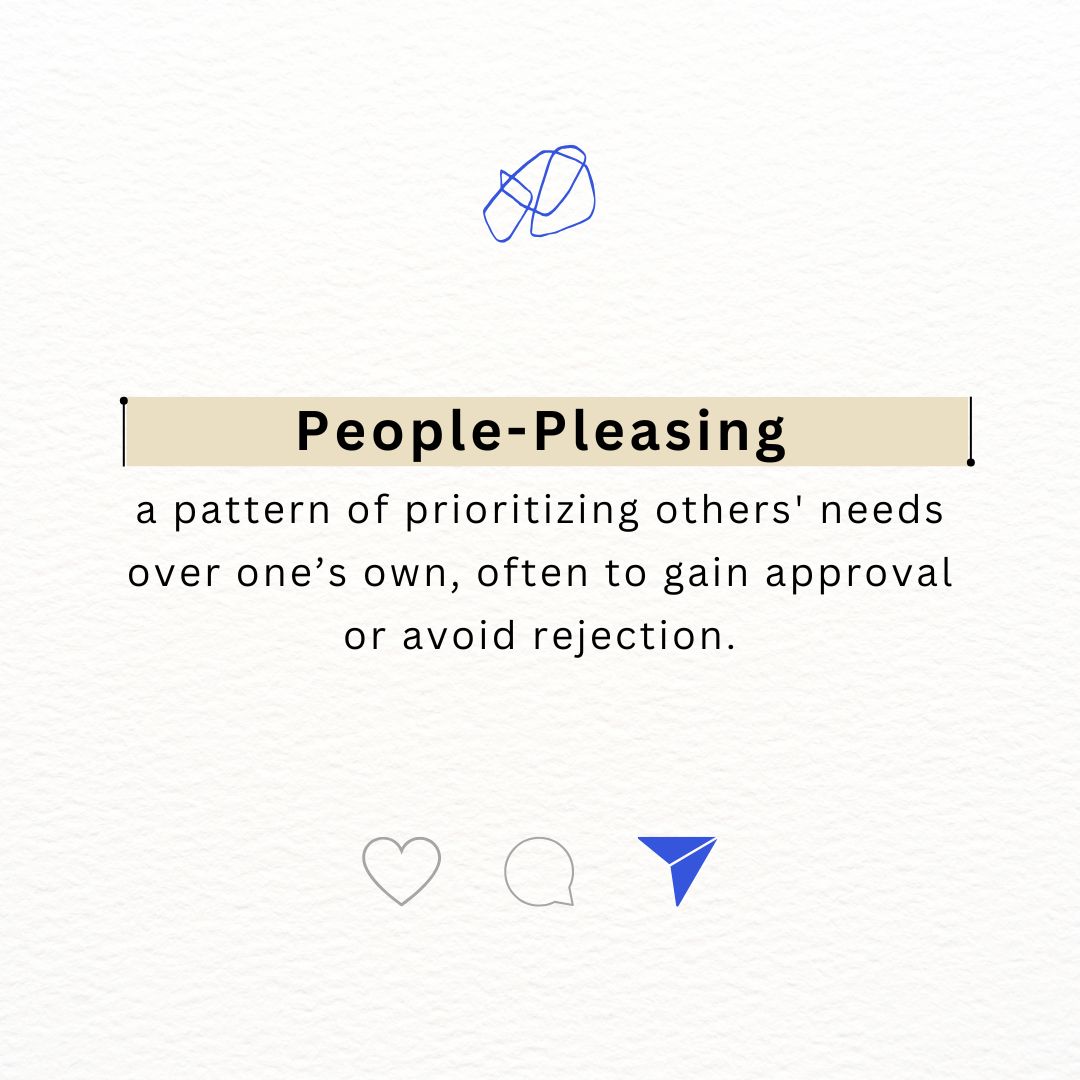 People-Pleasing
a pattern of prioritizing others' needs
over one’s own, often to gain approval
or avoid rejection.